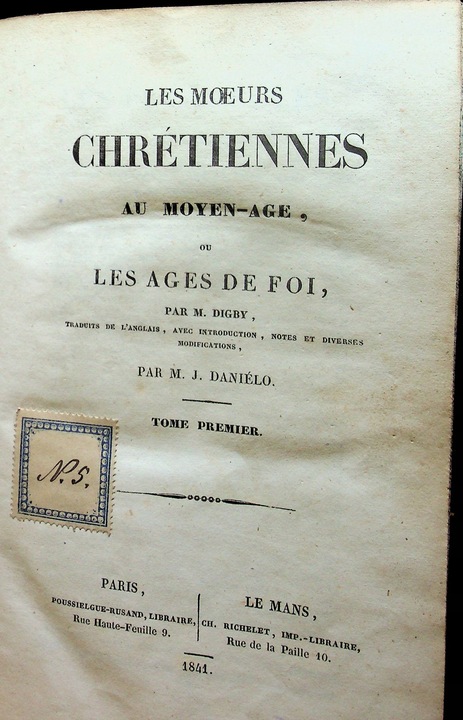 LES MŒURS
CHRÉTIENNES
AU MOYEN-AGE,
OU
LES AGES DE FOI,
PAR M. DIGBY,
TRADUITS DE L'ANGLAIS, AVEC INTRODUCTION, NOTES ET DIVERSES
MODIFICATIONS,
PAR M. J. DANIÉLO.
TOME PREMIER.
N. 5.
PARIS,
POUSSIELGUE-RUSAND, LIBRAIRE,
Rue Haute-Feuille 9.
LE MANS,
CH. RICHELET, IMP.-LIBRAIRE,
Rue de la Paille 10.
1841.